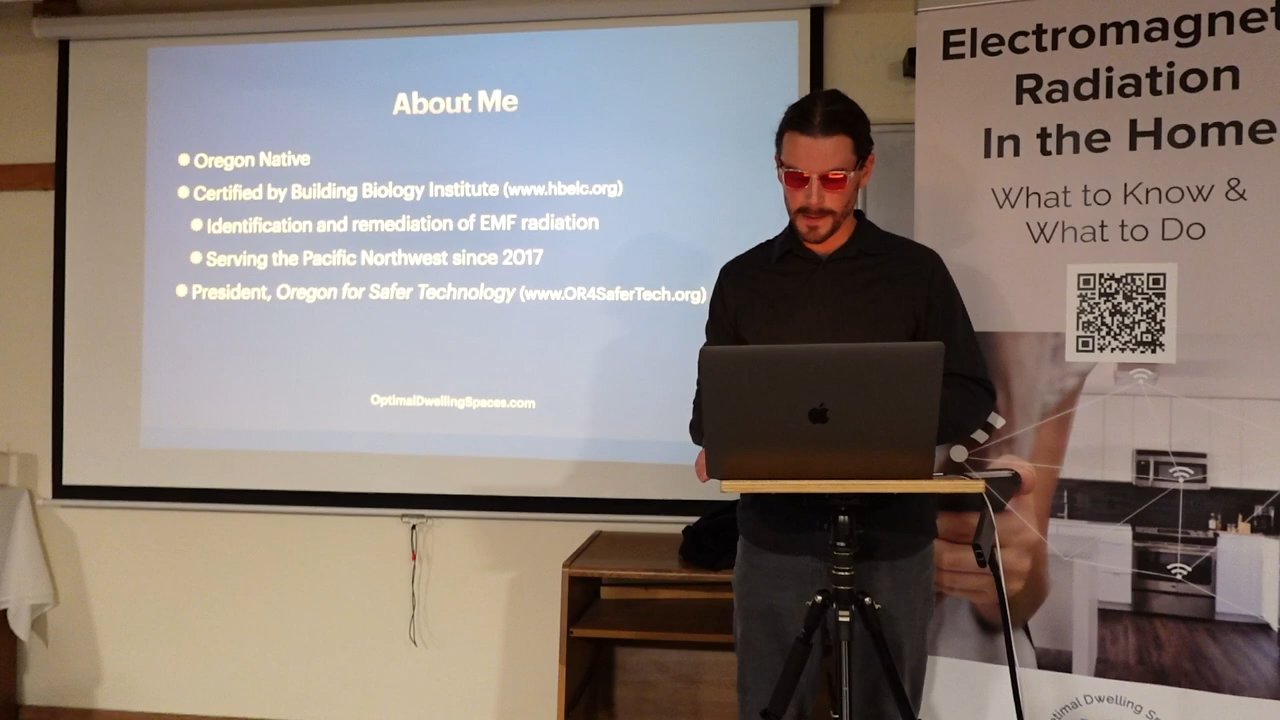 About Me
Oregon Native
Certified by Building Biology Institute (www.hbelc.org)
Identification and remediation of EMF radiation
Serving the Pacific Northwest since 2017
President, Oregon for Safer Technology (www.OR4SaferTech.org)
OptimalDwellingSpaces.com
Electromagnet
Radiation
In the Home
What to Know &
What to Do
Dwelling